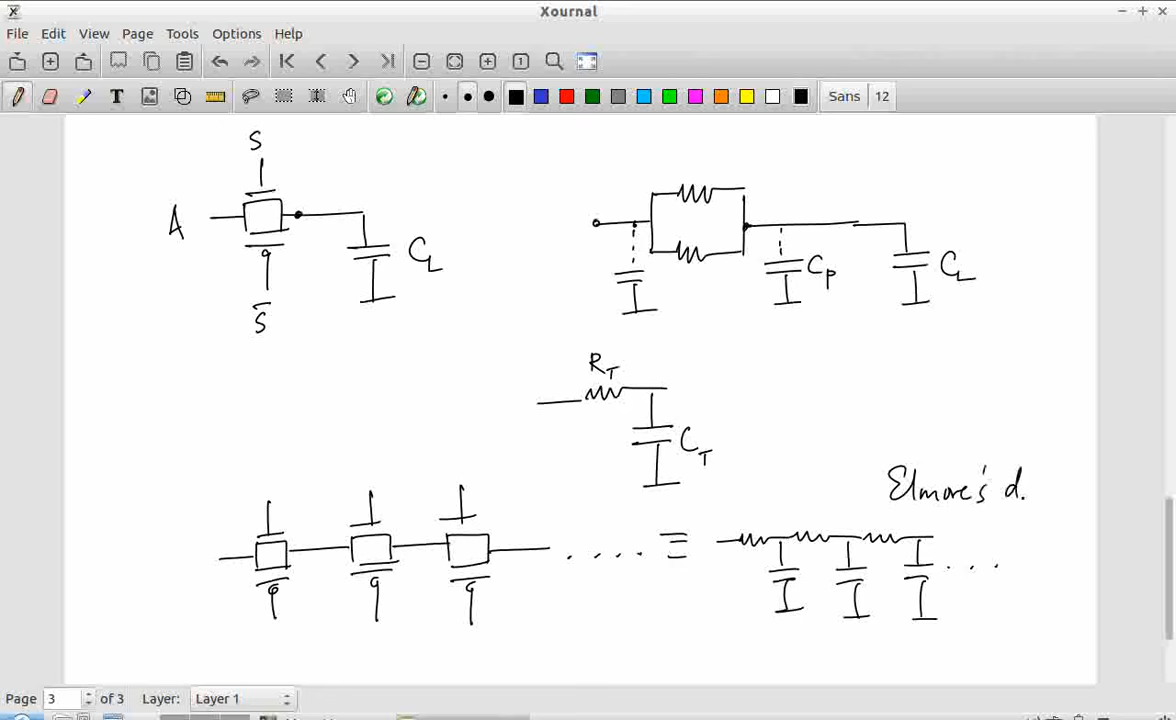 Xournal
File Edit View Page Tools Options Help
Sans 12
S
A
C_L
S̄
C_P
C_L
R_T
C_T
Elmore's d.
. . . . ≡
. . .
Page 3 of 3 Layer: Layer 1